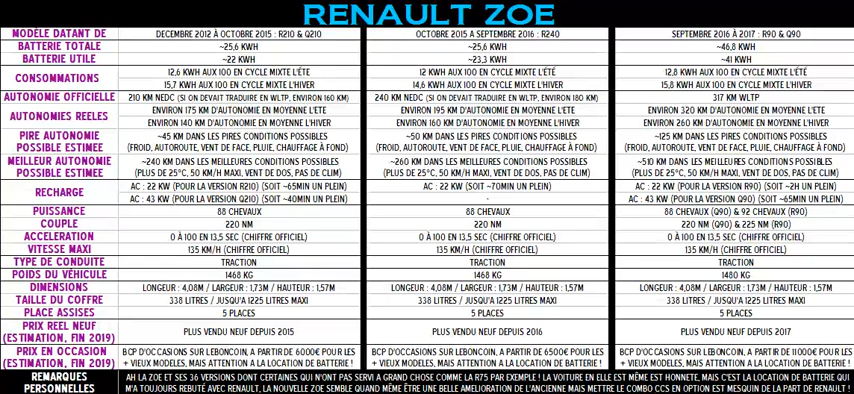 RENAULT ZOE
MODÈLE DATANT DE DECEMBRE 2012 À OCTOBRE 2015 : R210 & Q210 OCTOBRE 2015 A SEPTEMBRE 2016 : R240 SEPTEMBRE 2016 À 2017 : R90 & Q90
BATTERIE TOTALE ~25,6 KWH ~25,6 KWH ~46,8 KWH
BATTERIE UTILE ~22 KWH ~23,3 KWH ~41 KWH
CONSOMMATIONS 12,6 KWH AUX 100 EN CYCLE MIXTE L'ÉTE 12 KWH AUX 100 EN CYCLE MIXTE L'ÉTÉ 12,8 KWH AUX 100 EN CYCLE MIXTE L'ÉTÉ
15,7 KWH AUX 100 EN CYCLE MIXTE L'HIVER 14,6 KWH AUX 100 EN CYCLE MIXTE L'HIVER 15,8 KWH AUX 100 EN CYCLE MIXTE L'HIVER
AUTONOMIE OFFICIELLE 210 KM NEDC (SI ON DEVAIT TRADUIRE EN WLTP, ENVIRON 160 KM) 240 KM NEDC (SI ON DEVAIT TRADUIRE EN WLTP, ENVIRON 180 KM) 317 KM WLTP
AUTONOMIES REELES ENVIRON 175 KM D'AUTONOMIE EN MOYENNE L'ETE ENVIRON 195 KM D'AUTONOMIE EN MOYENNE L'ETE ENVIRON 320 KM D'AUTONOMIE EN MOYENNE L'ETE
ENVIRON 140 KM D'AUTONOMIE EN MOYENNE L'HIVER ENVIRON 160 KM D'AUTONOMIE EN MOYENNE L'HIVER ENVIRON 260 KM D'AUTONOMIE EN MOYENNE L'HIVER
PIRE AUTONOMIE ~45 KM DANS LES PIRES CONDITIONS POSSIBLES ~50 KM DANS LES PIRES CONDITIONS POSSIBLES ~125 KM DANS LES PIRES CONDITIONS POSSIBLES
POSSIBLE ESTIMEE (FROID, AUTOROUTE, VENT DE FACE, PLUIE, CHAUFFAGE À FOND) (FROID, AUTOROUTE, VENT DE FACE, PLUIE, CHAUFFAGE À FOND) (FROID, AUTOROUTE, VENT DE FACE, PLUIE, CHAUFFAGE À FOND)
MEILLEUR AUTONOMIE ~240 KM DANS LES MEILLEURES CONDITIONS POSSIBLES ~260 KM DANS LES MEILLEURES CONDITIONS POSSIBLES ~510 KM DANS LES MEILLEURES CONDITIONS POSSIBLES
POSSIBLE ESTIMEE (PLUS DE 25°C, 50 KM/H MAXI, VENT DE DOS, PAS DE CLIM) (PLUS DE 25°C, 50 KM/H MAXI, VENT DE DOS, PAS DE CLIM) (PLUS DE 25°C, 50 KM/H MAXI, VENT DE DOS, PAS DE CLIM)
RECHARGE AC : 22 KW (POUR LA VERSION R210) (SOIT ~65MIN UN PLEIN) AC : 22 KW (SOIT ~70MIN UN PLEIN) AC : 22 KW (POUR LA VERSION R90) (SOIT ~2H UN PLEIN)
AC : 43 KW (POUR LA VERSION Q210) (SOIT ~40MIN UN PLEIN) - AC : 43 KW (POUR LA VERSION Q90) (SOIT ~65MIN UN PLEIN)
PUISSANCE 88 CHEVAUX 88 CHEVAUX 88 CHEVAUX (Q90) & 92 CHEVAUX (R90)
COUPLE 220 NM 220 NM 220 NM (Q90) & 225 NM (R90)
ACCELERATION 0 À 100 EN 13,5 SEC (CHIFFRE OFFICIEL) 0 À 100 EN 13,5 SEC (CHIFFRE OFFICIEL) 0 À 100 EN 13,5 SEC (CHIFFRE OFFICIEL)
VITESSE MAXI 135 KM/H (CHIFFRE OFFICIEL) 135 KM/H (CHIFFRE OFFICIEL) 135 KM/H (CHIFFRE OFFICIEL)
TYPE DE CONDUITE TRACTION TRACTION TRACTION
POIDS DU VÉHICULE 1468 KG 1468 KG 1480 KG
DIMENSIONS LONGEUR : 4,08M / LARGEUR : 1,73M / HAUTEUR : 1,57M LONGEUR : 4,08M / LARGEUR : 1,73M / HAUTEUR : 1,57M LONGEUR : 4,08M / LARGEUR : 1,73M / HAUTEUR : 1,57M
TAILLE DU COFFRE 338 LITRES / JUSQU'A 1225 LITRES MAXI 338 LITRES / JUSQU'A 1225 LITRES MAXI 338 LITRES / JUSQU'A 1225 LITRES MAXI
PLACE ASSISES 5 PLACES 5 PLACES 5 PLACES
PRIX REEL NEUF
(ESTIMATION, FIN 2019) PLUS VENDU NEUF DEPUIS 2015 PLUS VENDU NEUF DEPUIS 2016 PLUS VENDU NEUF DEPUIS 2017
PRIX EN OCCASION BCP D'OCCASIONS SUR LEBONCOIN, A PARTIR DE 6000€ POUR LES BCP D'OCCASIONS SUR LEBONCOIN, A PARTIR DE 6500€ POUR LES BCP D'OCCASIONS SUR LEBONCOIN, A PARTIR DE 11000€ POUR LES
(ESTIMATION, FIN 2019) + VIEUX MODELES, MAIS ATTENTION A LA LOCATION DE BATTERIE ! + VIEUX MODELES, MAIS ATTENTION A LA LOCATION DE BATTERIE ! + VIEUX MODELES, MAIS ATTENTION A LA LOCATION DE BATTERIE !
REMARQUES AH LA ZOE ET SES 36 VERSIONS DONT CERTAINES QUI N'ONT PAS SERVI A GRAND CHOSE COMME LA R75 PAR EXEMPLE ! LA VOITURE EN ELLE EST MÊME EST HONNETE, MAIS C'EST LA LOCATION DE BATTERIE QUI
PERSONNELLES M'A TOUJOURS REBUTÉ AVEC RENAULT, LA NOUVELLE ZOE SEMBLE QUAND MÊME ÊTRE UNE BELLE AMELIORATION DE L'ANCIENNE MAIS METTRE LE COMBO CCS EN OPTION EST MESQUIN DE LA PART DE RENAULT !